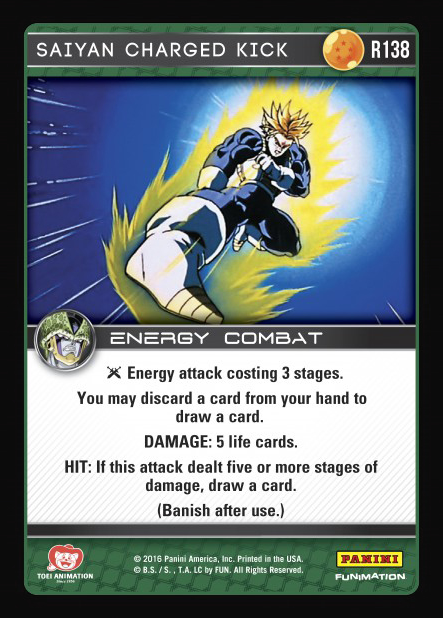 SAIYAN CHARGED KICK R138
ENERGY COMBAT
Energy attack costing 3 stages.
You may discard a card from your hand to
draw a card.
DAMAGE: 5 life cards.
HIT: If this attack dealt five or more stages of
damage, draw a card.
(Banish after use.)
TOEI ANIMATION
Since 1956
© 2016 Panini America, Inc. Printed in the USA.
© B.S. / S. , T.A. LC by FUN. All Rights Reserved.
PANINI
FUNIMATION